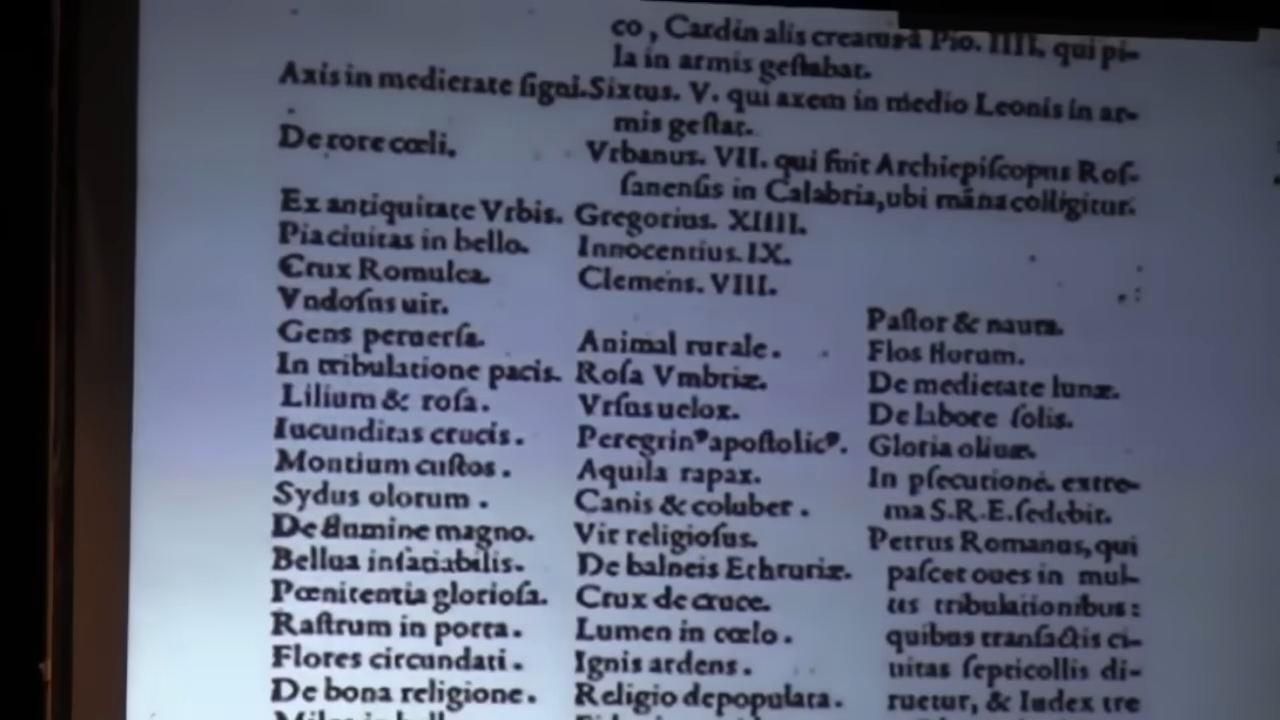 co, Cardinalis creatus à Pio. IIII. qui pi-
la in armis geſtabat.
Axis in medietate ſigni. Sixtus. V. qui axem in medio Leonis in ar-
mis geſtat.
De rore cœli. Vrbanus. VII. qui fuit Archiepiſcopus Roſ-
ſanenſis in Calabria, ubi mãna colligitur.
Ex antiquitate Vrbis. Gregorius. XIIII.
Pia ciuitas in bello. Innocentius. IX.
Crux Romulea. Clemens. VIII.
Vndoſus uir.
Gens peruerſa.
In tribulatione pacis.
Lilium & roſa.
Iucunditas crucis.
Montium cuſtos.
Sydus olorum.
De flumine magno.
Bellua inſatiabilis.
Pœnitentia glorioſa.
Raſtrum in porta.
Flores circundati.
De bona religione.
Animal rurale.
Roſa Vmbriæ.
Vrſus uelox.
Peregrinꝰ apoſtolicꝰ.
Aquila rapax.
Canis & coluber.
Vir religioſus.
De balneis Ethruriæ.
Crux de cruce.
Lumen in cœlo.
Ignis ardens.
Religio depopulata.
Paſtor & nauta.
Flos florum.
De medietate lunæ.
De labore ſolis.
Gloria oliuæ.
In pſecutione. extre-
ma S.R.E. ſedebit.
Petrus Romanus, qui
paſcet oues in mul-
tis tribulationibus:
quibus tranſactis ci-
uitas ſepticollis di-
ruetur, & Iudex tre